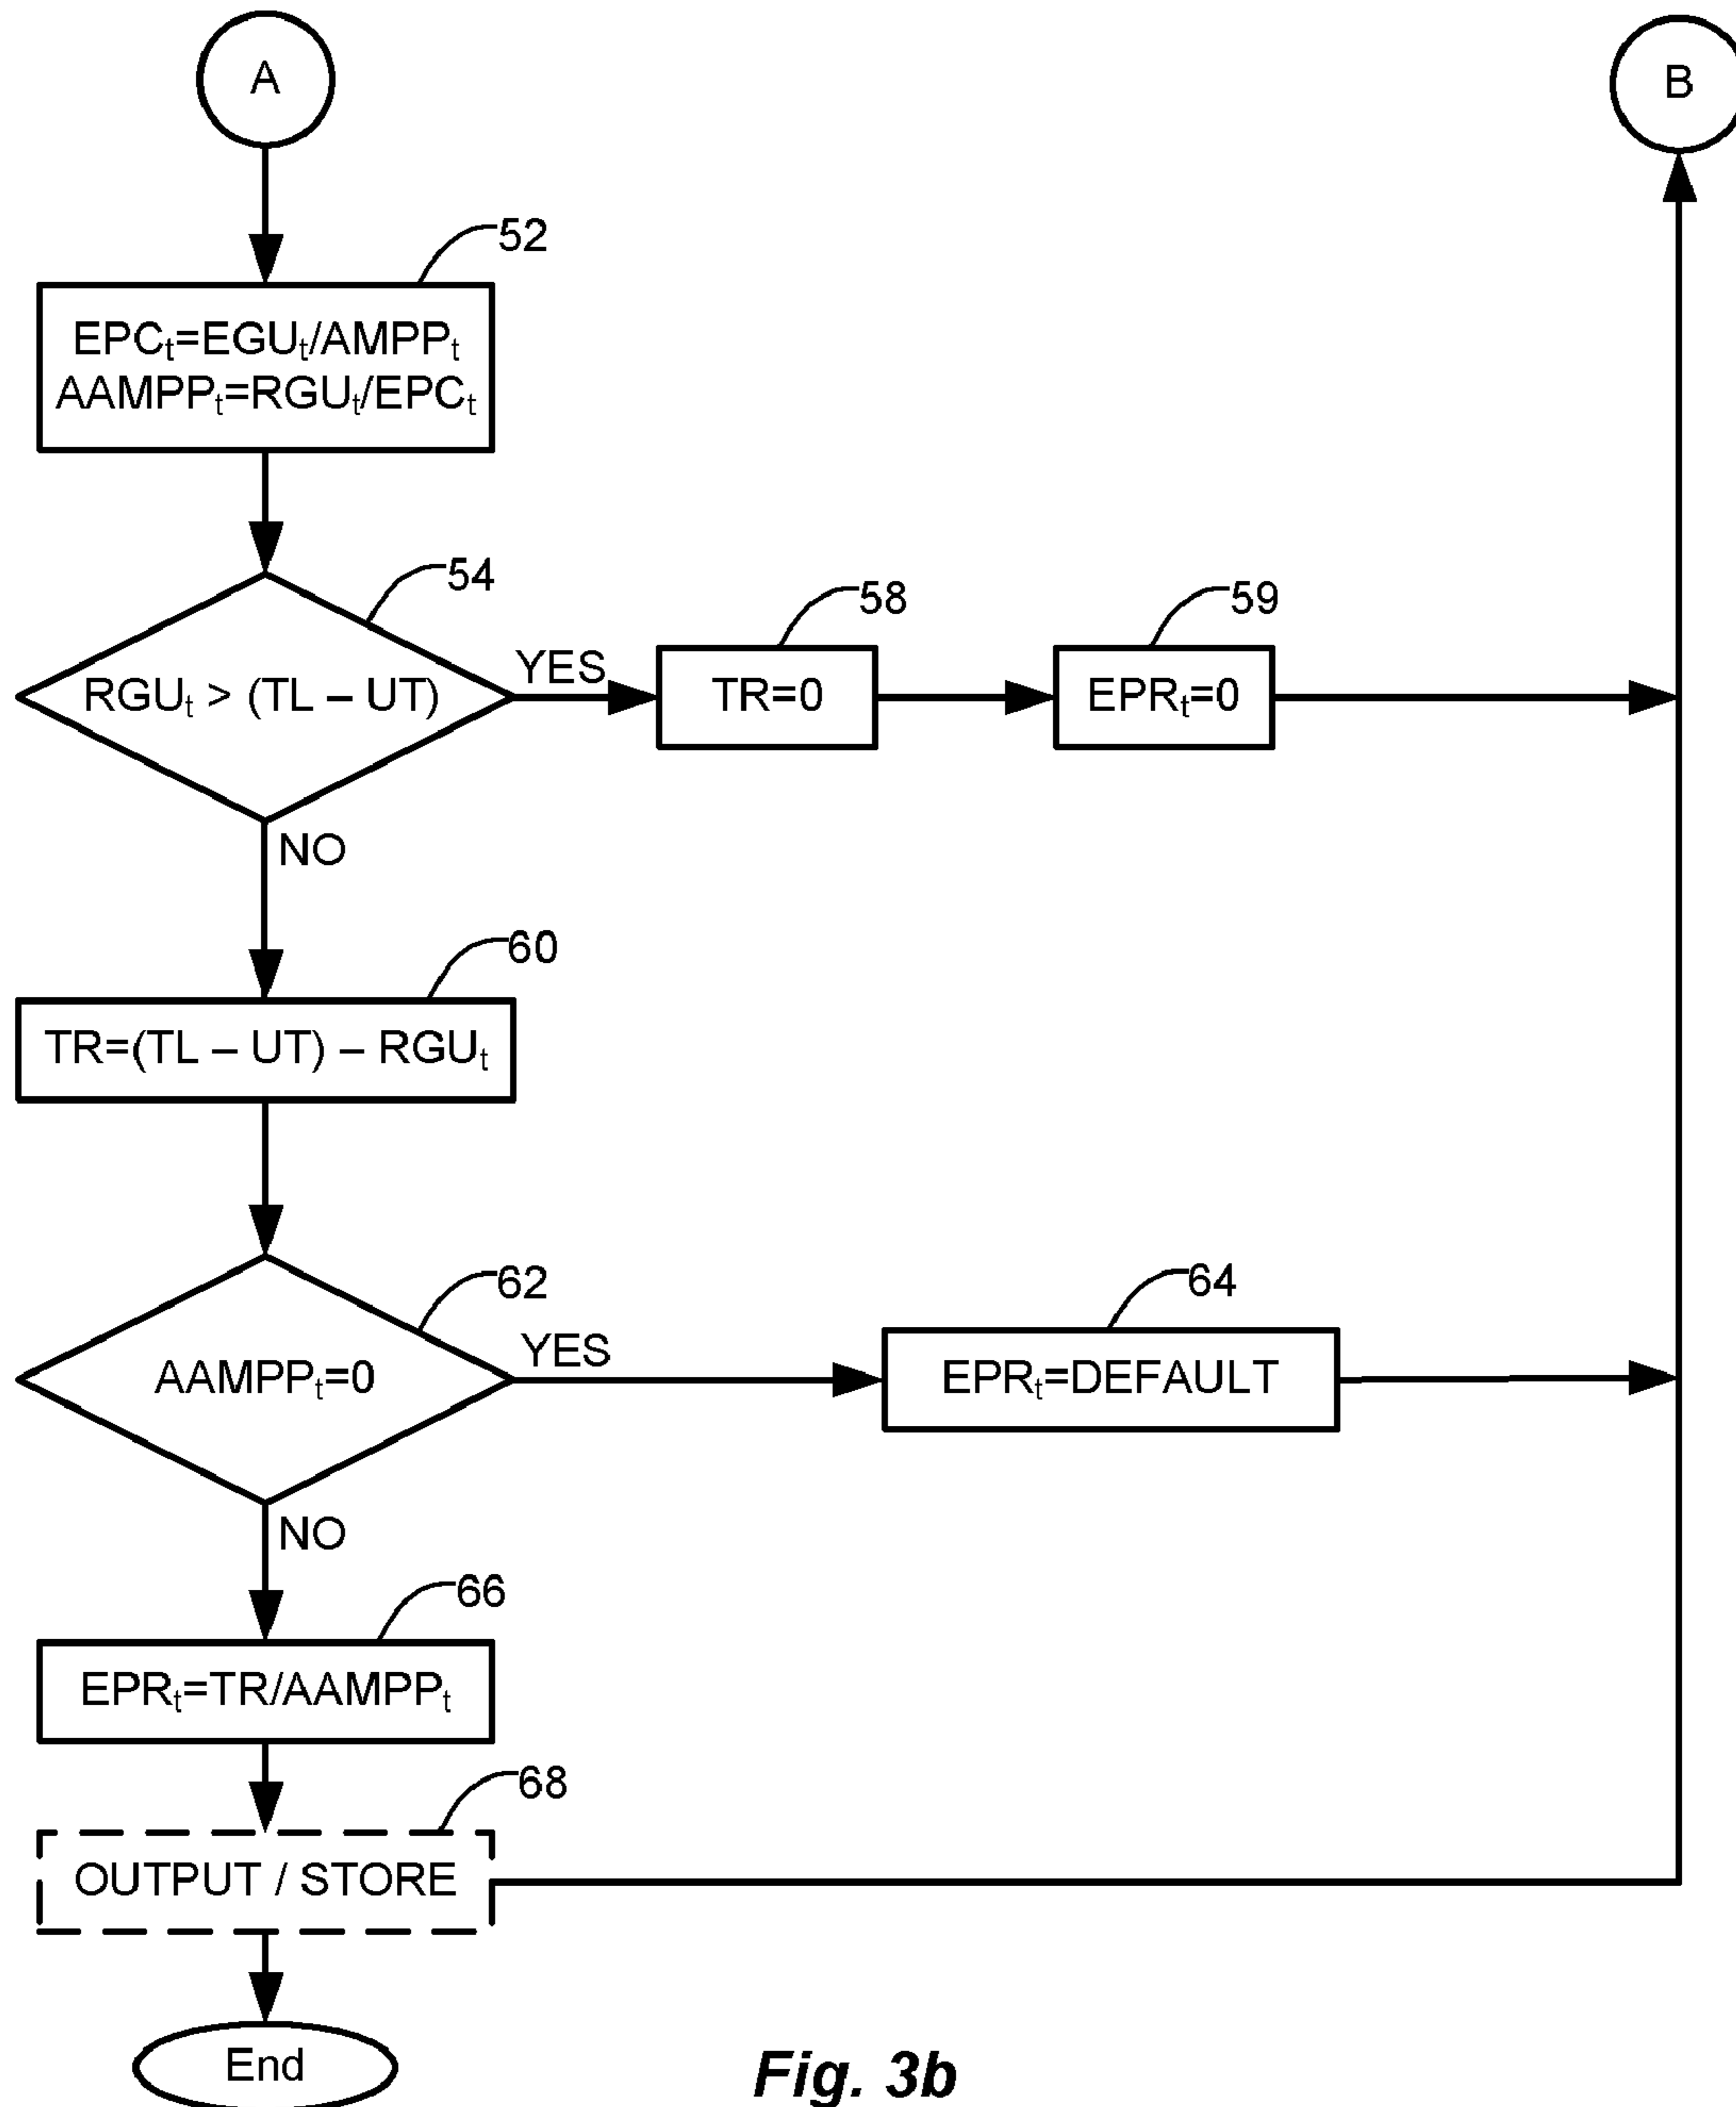 A
B
52
EPCt=EGUt/AMPPt
AAMPPt=RGUt/EPCt
54
58
59
RGUt > (TL – UT)
YES
TR=0
EPRt=0
NO
60
TR=(TL – UT) – RGUt
62
64
AAMPPt=0
YES
EPRt=DEFAULT
NO
66
EPRt=TR/AAMPPt
68
OUTPUT / STORE
End
Fig. 3b